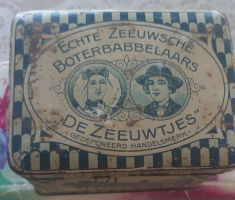 ECHTE ZEEUWSCHE
BOTERBABBELAARS
"DE ZEEUWTJES"
GEDEPONEERD HANDELSMERK